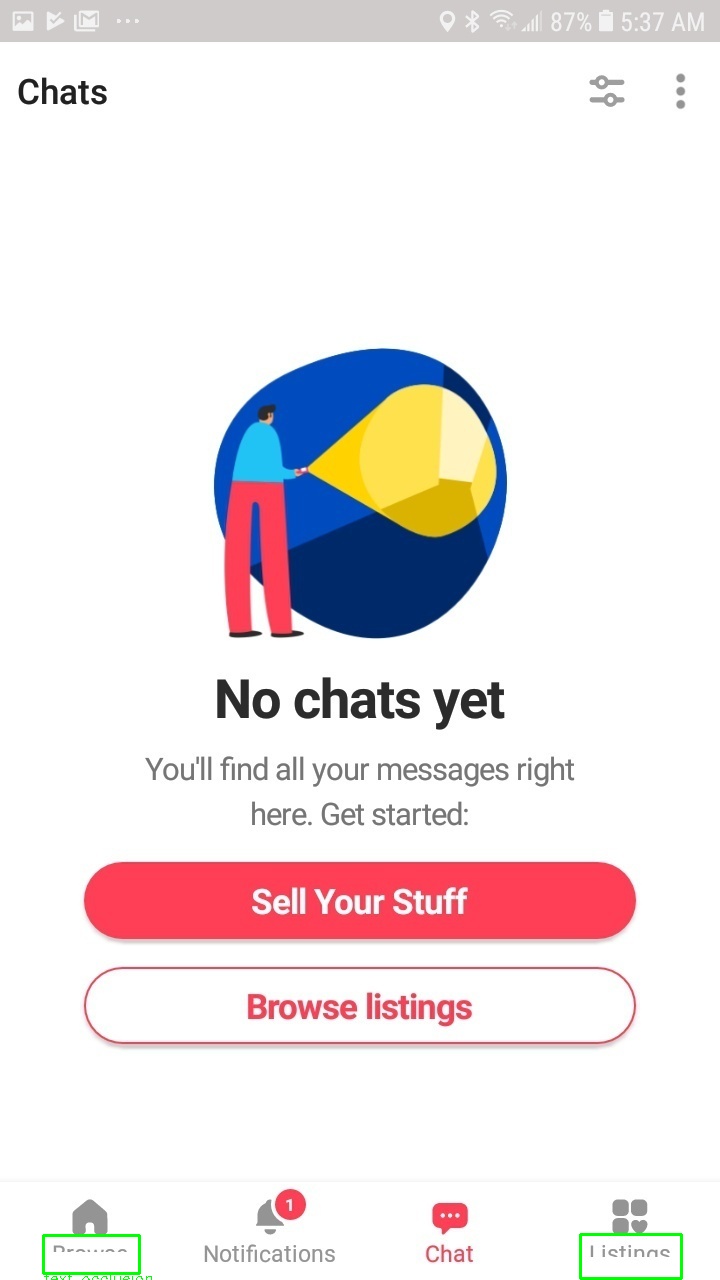 87% 5:37 AM
Chats
No chats yet
You'll find all your messages right
here. Get started:
Sell Your Stuff
Browse listings
1
Browse Notifications Chat Listings